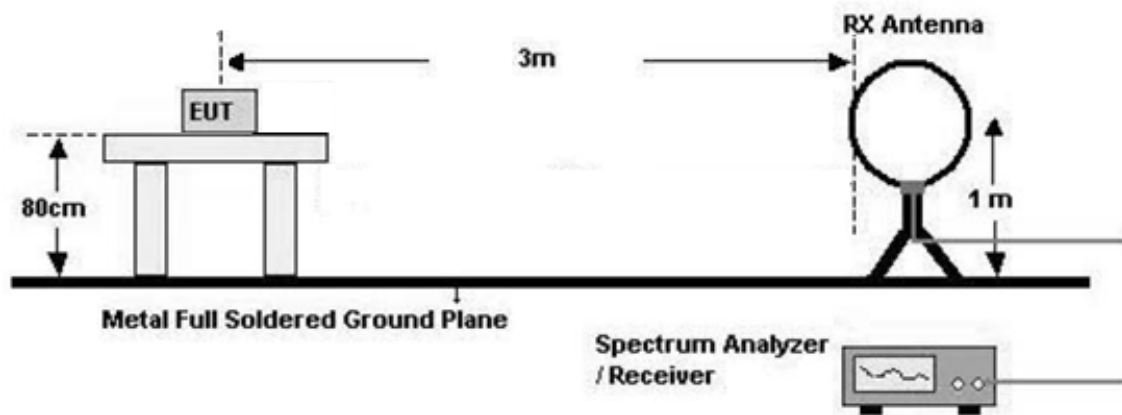 RX Antenna
3m
EUT
80cm
1 m
Metal Full Soldered Ground Plane
Spectrum Analyzer
/ Receiver